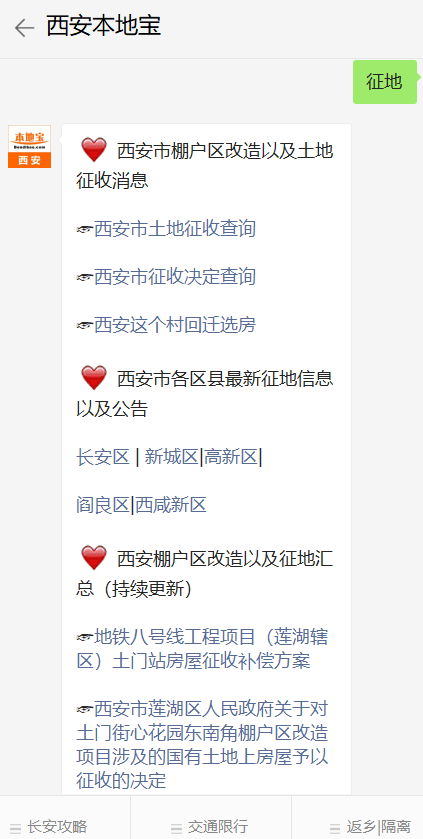 西安本地宝
征地
本地宝
Bendibao.com
西安
西安市棚户区改造以及土地
征收消息
西安市土地征收查询
西安市征收决定查询
西安这个村回迁选房
西安市各区县最新征地信息
以及公告
长安区 | 新城区|高新区|
阎良区|西咸新区
西安棚户区改造以及征地汇
总（持续更新）
地铁八号线工程项目（莲湖辖
区）土门站房屋征收补偿方案
西安市莲湖区人民政府关于对
土门街心花园东南角棚户区改造
项目涉及的国有土地上房屋予以
征收的决定
长安攻略
交通限行
返乡|隔离